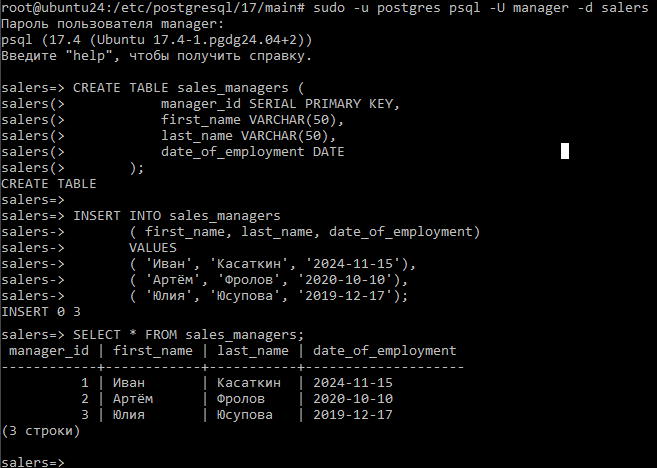 root@ubuntu24:/etc/postgresql/17/main# sudo -u postgres psql -U manager -d salers
Пароль пользователя manager:
psql (17.4 (Ubuntu 17.4-1.pgdg24.04+2))
Введите "help", чтобы получить справку.

salers=> CREATE TABLE sales_managers (
salers(>            manager_id SERIAL PRIMARY KEY,
salers(>            first_name VARCHAR(50),
salers(>            last_name VARCHAR(50),
salers(>            date_of_employment DATE
salers(>        );
CREATE TABLE
salers=>
salers=> INSERT INTO sales_managers
salers->        ( first_name, last_name, date_of_employment)
salers->        VALUES
salers->        ( 'Иван', 'Касаткин', '2024-11-15'),
salers->        ( 'Артём', 'Фролов', '2020-10-10'),
salers->        ( 'Юлия', 'Юсупова', '2019-12-17');
INSERT 0 3
salers=> SELECT * FROM sales_managers;
 manager_id | first_name | last_name | date_of_employment
------------+------------+-----------+--------------------
          1 | Иван       | Касаткин  | 2024-11-15
          2 | Артём      | Фролов    | 2020-10-10
          3 | Юлия       | Юсупова   | 2019-12-17
(3 строки)

salers=>